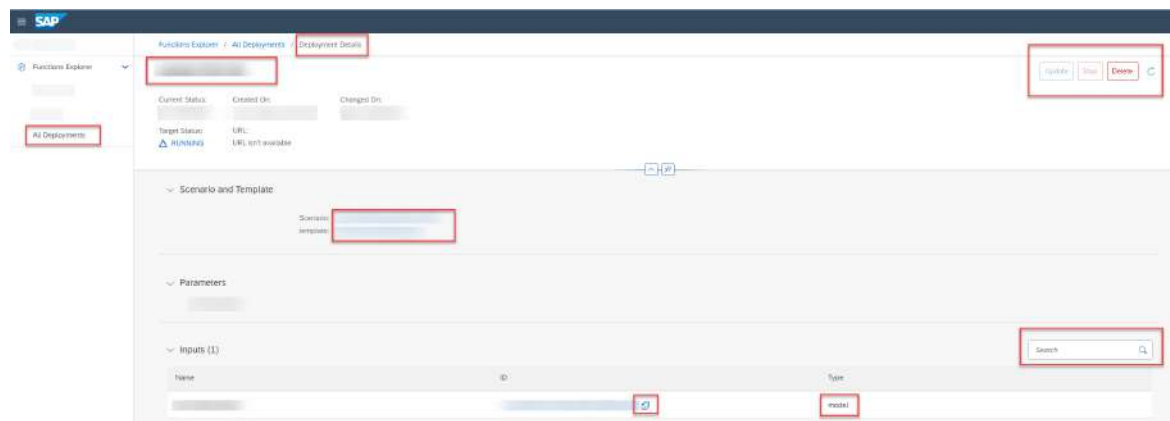 SAP
Functions Explorer / All Deployments / Deployment Details
Functions Explorer
Update Stop Delete
Current Status: Created On: Changed On:
All Deployments
Target Status: URL:
RUNNING URL isn't available
Scenario and Template
Scenario:
Template:
Parameters
Inputs (1)
Search
Name ID Type
model